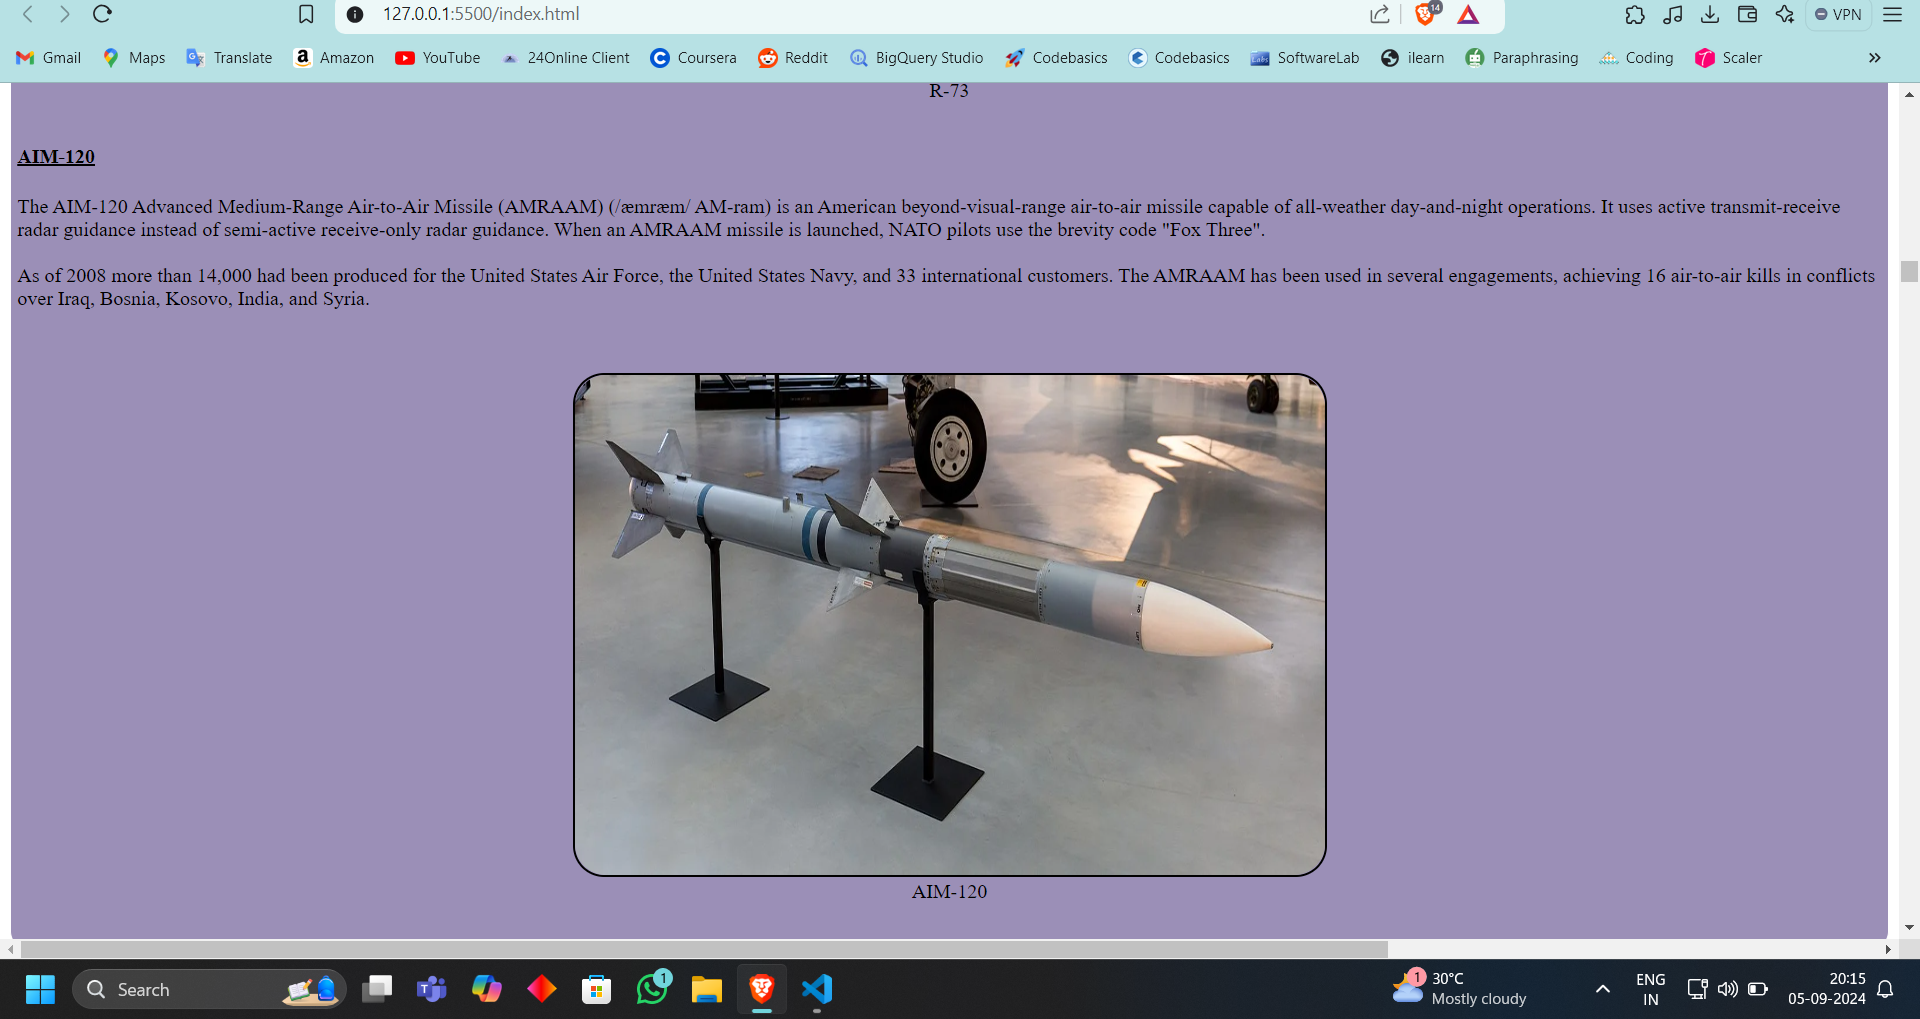 127.0.0.1:5500/index.html
14
VPN
Gmail
Maps
Translate
Amazon
YouTube
24Online Client
Coursera
Reddit
BigQuery Studio
Codebasics
Codebasics
SoftwareLab
ilearn
Paraphrasing
Coding
Scaler
»
R-73
AIM-120
The AIM-120 Advanced Medium-Range Air-to-Air Missile (AMRAAM) (/æmræm/ AM-ram) is an American beyond-visual-range air-to-air missile capable of all-weather day-and-night operations. It uses active transmit-receive
radar guidance instead of semi-active receive-only radar guidance. When an AMRAAM missile is launched, NATO pilots use the brevity code "Fox Three".
As of 2008 more than 14,000 had been produced for the United States Air Force, the United States Navy, and 33 international customers. The AMRAAM has been used in several engagements, achieving 16 air-to-air kills in conflicts
over Iraq, Bosnia, Kosovo, India, and Syria.
AIM-120
Search
1
1
30°C
Mostly cloudy
ENG
IN
20:15
05-09-2024